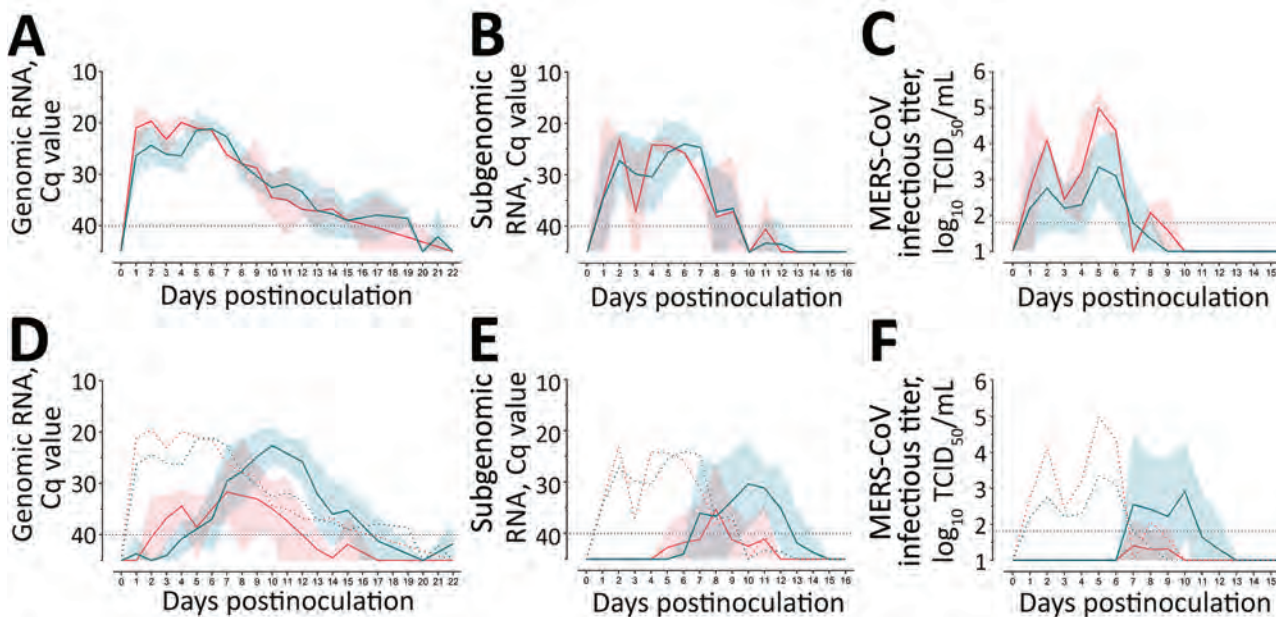 A
Genomic RNA,
Cq value
10
20
30
40
0 1 2 3 4 5 6 7 8 9 10 11 12 13 14 15 16 17 18 19 20 21 22
Days postinoculation
B
Subgenomic
RNA, Cq value
10
20
30
40
0 1 2 3 4 5 6 7 8 9 10 11 12 13 14 15 16
Days postinoculation
C
MERS-CoV
infectious titer,
log10 TCID50/mL
6
5
4
3
2
1
0 1 2 3 4 5 6 7 8 9 10 11 12 13 14 15
Days postinoculation
D
Genomic RNA,
Cq value
10
20
30
40
0 1 2 3 4 5 6 7 8 9 10 11 12 13 14 15 16 17 18 19 20 21 22
Days postinoculation
E
Subgenomic
RNA, Cq value
10
20
30
40
0 1 2 3 4 5 6 7 8 9 10 11 12 13 14 15 16
Days postinoculation
F
MERS-CoV
infectious titer,
log10 TCID50/mL
6
5
4
3
2
1
0 1 2 3 4 5 6 7 8 9 10 11 12 13 14 15
Days postinoculation